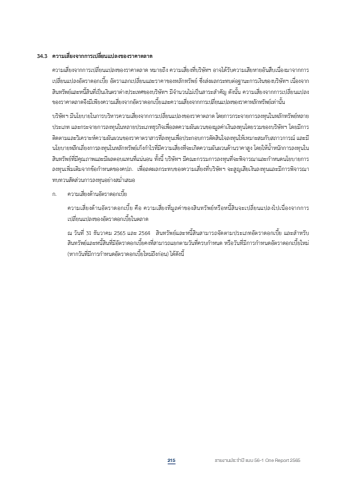 34.3 ความเสี่ยงจากการเปลี่ยนแปลงของราคาตลาด
ความเสี่ยงจากการเปลี่ยนแปลงของราคาตลาด หมายถึง ความเสี่ยงที่บริษัทฯ อาจได้รับความเสียหายอันสืบเนื่องมาจากการ
เปลี่ยนแปลงอัตราดอกเบี้ย อัตราแลกเปลี่ยนและราคาของหลักทรัพย์ ซึ่งส่งผลกระทบต่อฐานะการเงินของบริษัทฯ เนื่องจาก
สินทรัพย์และหนี้สินที่เป็นเงินตราต่างประเทศของบริษัทฯ มีจำนวนไม่เป็นสาระสำคัญ ดังนั้น ความเสี่ยงจากการเปลี่ยนแปลง
ของราคาตลาดจึงมีเพียงความเสี่ยงจากอัตราดอกเบี้ยและความเสี่ยงจากการเปลี่ยนแปลงของราคาหลักทรัพย์เท่านั้น
บริษัทฯ มีนโยบายในการบริหารความเสี่ยงจากการเปลี่ยนแปลงของราคาตลาด โดยการกระจายการลงทุนในหลักทรัพย์หลาย
ประเภท และกระจายการลงทุนในหลายประเภทธุรกิจเพื่อลดความผันผวนของมูลค่าเงินลงทุนโดยรวมของบริษัทฯ โดยมีการ
ติดตามและวิเคราะห์ความผันผวนของราคาตราสารที่ลงทุนเพื่อประกอบการตัดสินใจลงทุนให้เหมาะสมกับสภาวการณ์ และมี
นโยบายหลีกเลี่ยงการลงทุนในหลักทรัพย์เก็งกำไรที่มีความเสี่ยงที่จะเกิดความผันผวนด้านราคาสูง โดยให้น้ำหนักการลงทุนใน
สินทรัพย์ที่มีคุณภาพและมีผลตอบแทนที่แน่นอน ทั้งนี้ บริษัทฯ มีคณะกรรมการลงทุนที่จะพิจารณาและกำหนดนโยบายการ
ลงทุนเพิ่มเติมจากข้อกำหนดของคปภ. เพื่อลดผลกระทบของความเสี่ยงที่บริษัทฯ จะสูญเสียเงินลงทุนและมีการพิจารณา
ทบทวนสัดส่วนการลงทุนอย่างสม่ำเสมอ
ก. ความเสี่ยงด้านอัตราดอกเบี้ย
ความเสี่ยงด้านอัตราดอกเบี้ย คือ ความเสี่ยงที่มูลค่าของสินทรัพย์หรือหนี้สินจะเปลี่ยนแปลงไปเนื่องจากการ
เปลี่ยนแปลงของอัตราดอกเบี้ยในตลาด
ณ วันที่ 31 ธันวาคม 2565 และ 2564 สินทรัพย์และหนี้สินสามารถจัดตามประเภทอัตราดอกเบี้ย และสำหรับ
สินทรัพย์และหนี้สินที่มีอัตราดอกเบี้ยคงที่สามารถแยกตามวันที่ครบกำหนด หรือวันที่มีการกำหนดอัตราดอกเบี้ยใหม่
(หากวันที่มีการกำหนดอัตราดอกเบี้ยใหม่ถึงก่อน) ได้ดังนี้
215 รายงานประจำปี แบบ 56-1 One Report 2565